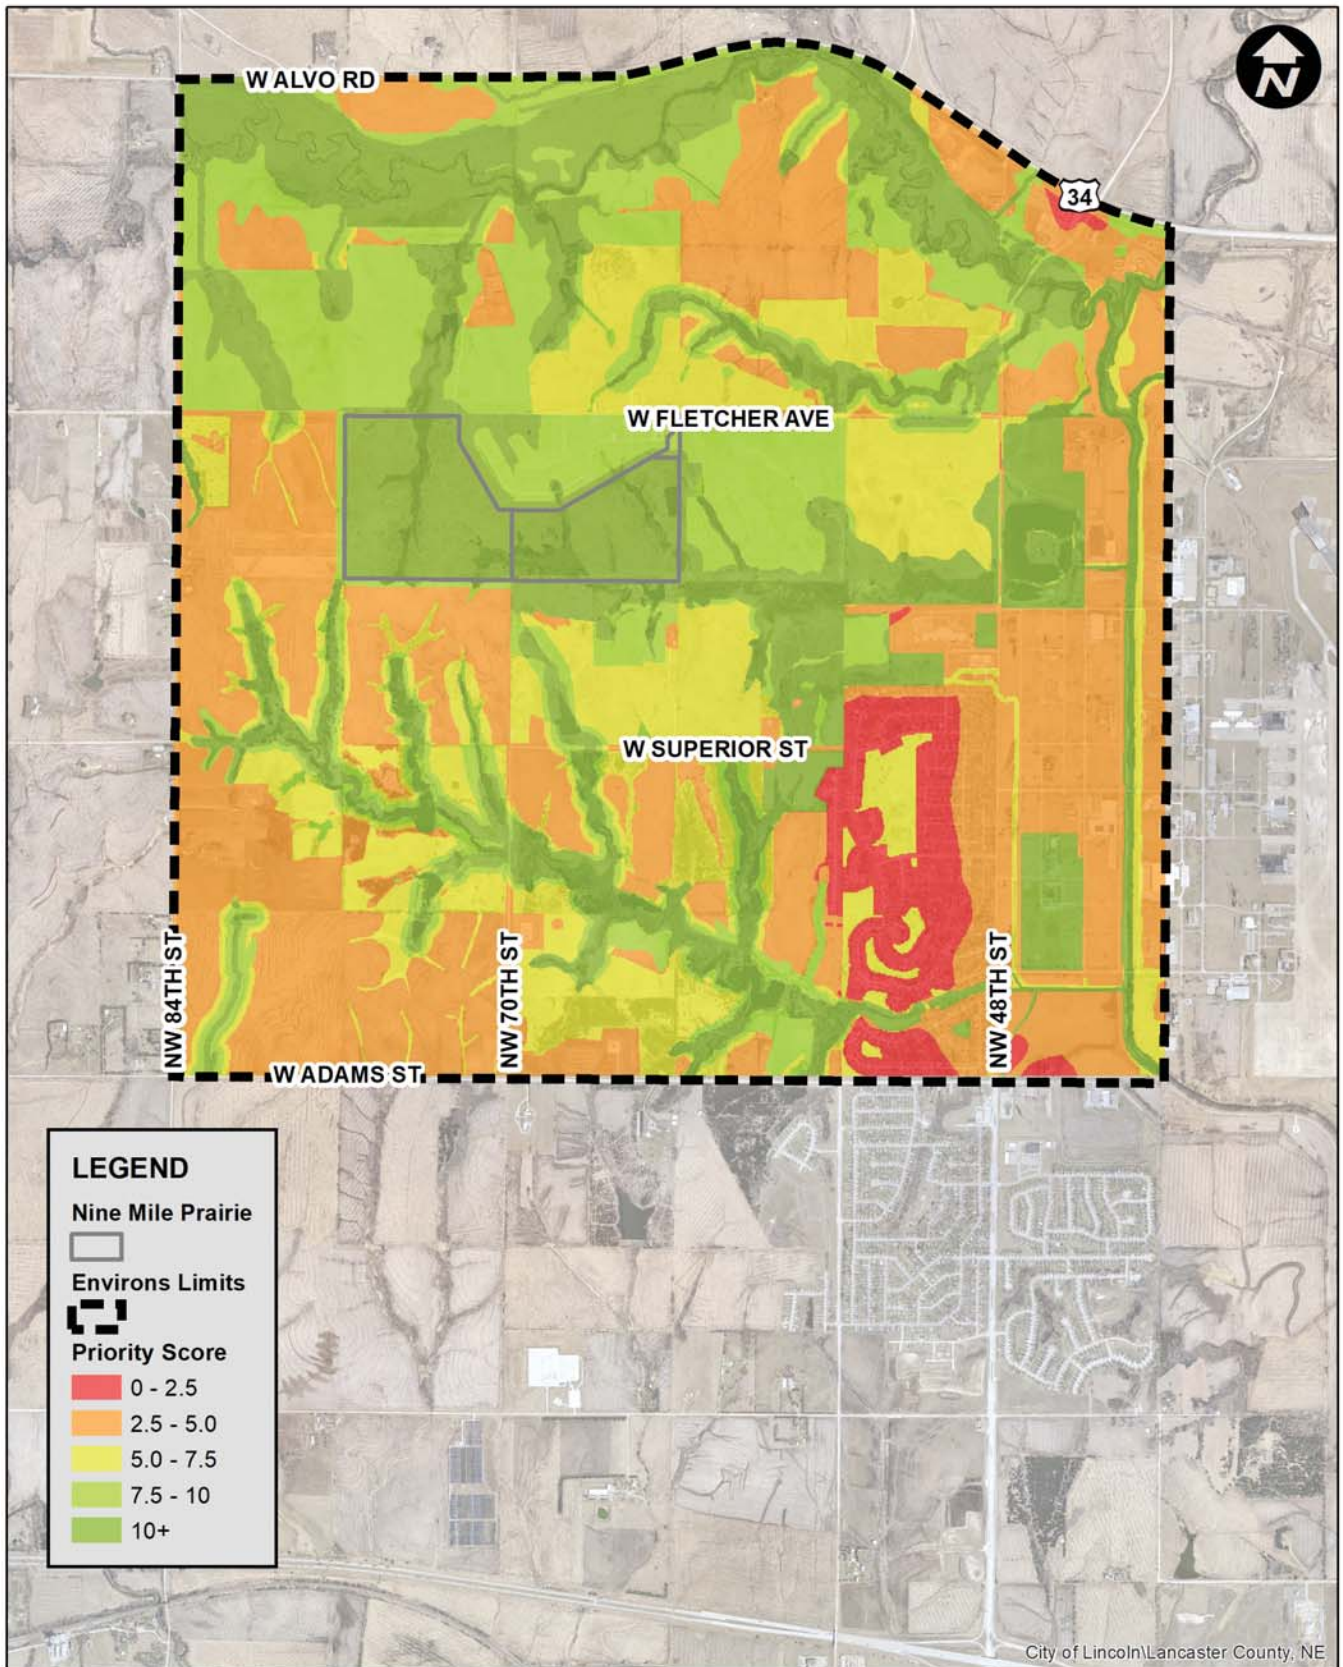 N
W ALVO RD
34
W FLETCHER AVE
W SUPERIOR ST
NW 84TH ST
NW 70TH ST
NW 48TH ST
W ADAMS ST
LEGEND
Nine Mile Prairie
Environs Limits
Priority Score
0 - 2.5
2.5 - 5.0
5.0 - 7.5
7.5 - 10
10+
City of Lincoln\Lancaster County, NE